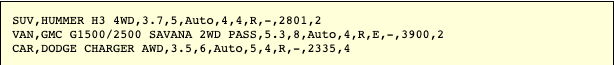 SUV,HUMMER H3 4WD,3.7,5,Auto,4,4,R,-,2801,2
VAN,GMC G1500/2500 SAVANA 2WD PASS,5.3,8,Auto,4,R,E,-,3900,2
CAR,DODGE CHARGER AWD,3.5,6,Auto,5,4,R,-,2335,4